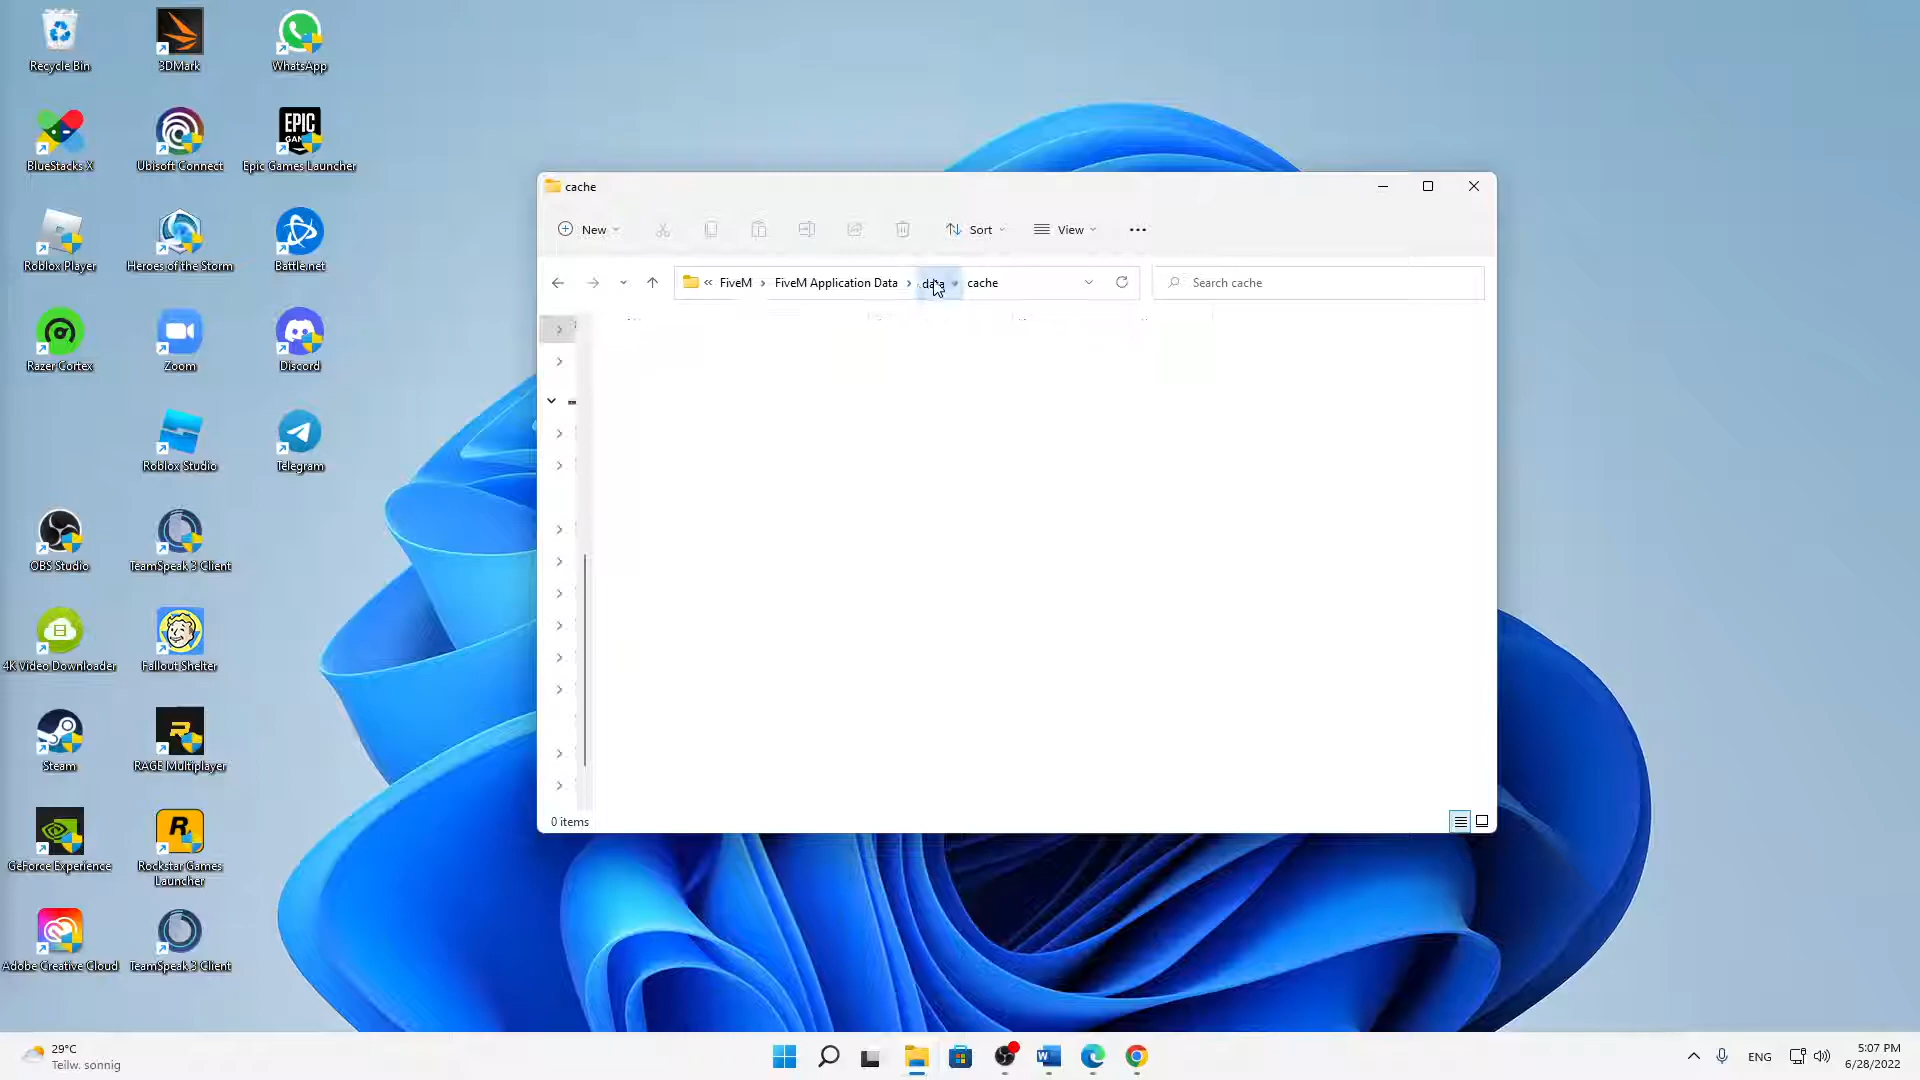 Recycle Bin
3DMark
WhatsApp
BlueStacks X
Ubisoft Connect
EPIC
Epic Games Launcher
Roblox Player
Heroes of the Storm
Battle.net
Razer Cortex
Zoom
Discord
Roblox Studio
Telegram
OBS Studio
TeamSpeak 3 Client
4K Video Downloader
Fallout Shelter
Steam
RAGE Multiplayer
GeForce Experience
Rockstar Games
Launcher
Adobe Creative Cloud
TeamSpeak 3 Client
cache
New
Sort
View
« FiveM > FiveM Application Data > data cache
Search cache
0 items
29°C
Teilw. sonnig
ENG
5:07 PM
6/28/2022